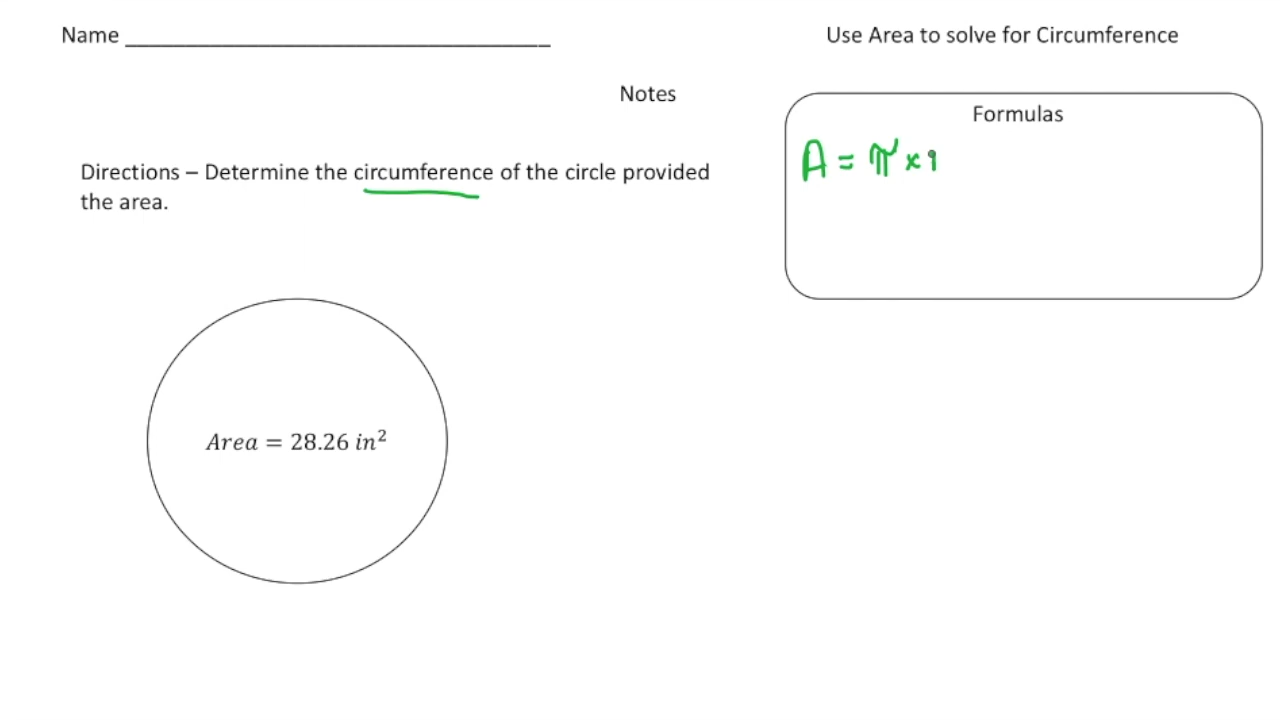 Name
Use Area to solve for Circumference
Notes
Formulas
A = π ×
Directions – Determine the circumference of the circle provided
the area.
Area = 28.26 in²